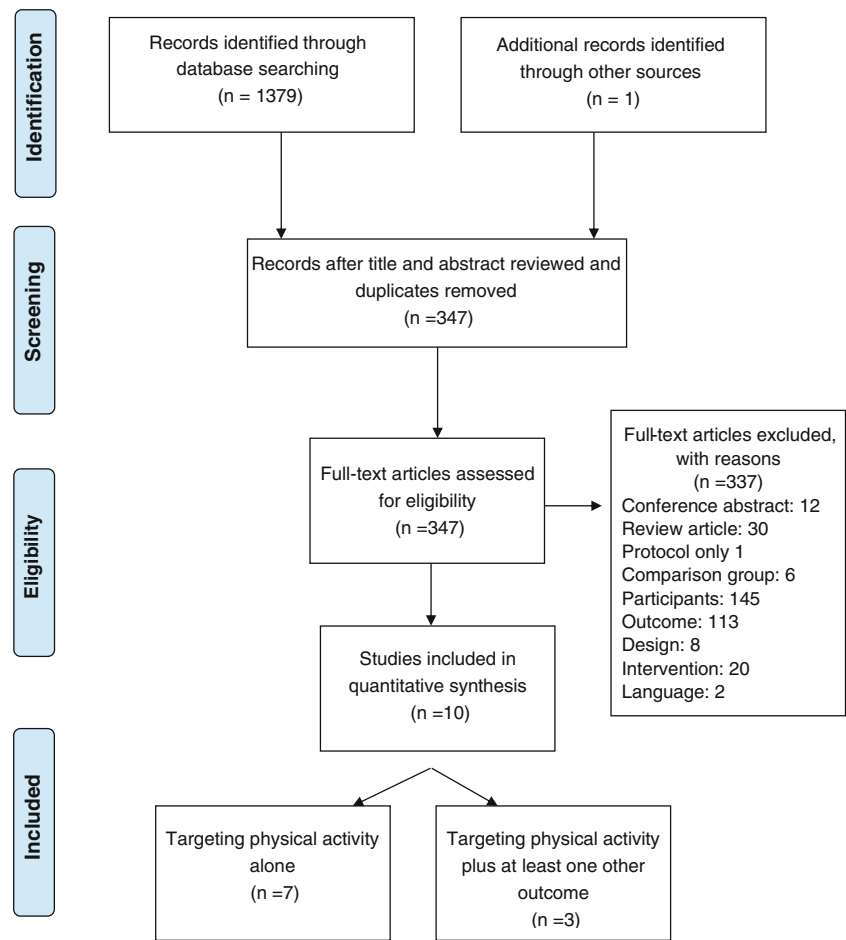 Identification
Records identified through
database searching
(n = 1379)
Additional records identified
through other sources
(n = 1)
Screening
Records after title and abstract reviewed and
duplicates removed
(n =347)
Eligibility
Full-text articles assessed
for eligibility
(n =347)
Full-text articles excluded,
with reasons
(n =337)
Conference abstract: 12
Review article: 30
Protocol only 1
Comparison group: 6
Participants: 145
Outcome: 113
Design: 8
Intervention: 20
Language: 2
Studies included in
quantitative synthesis
(n =10)
Included
Targeting physical activity
alone
(n =7)
Targeting physical activity
plus at least one other
outcome
(n =3)